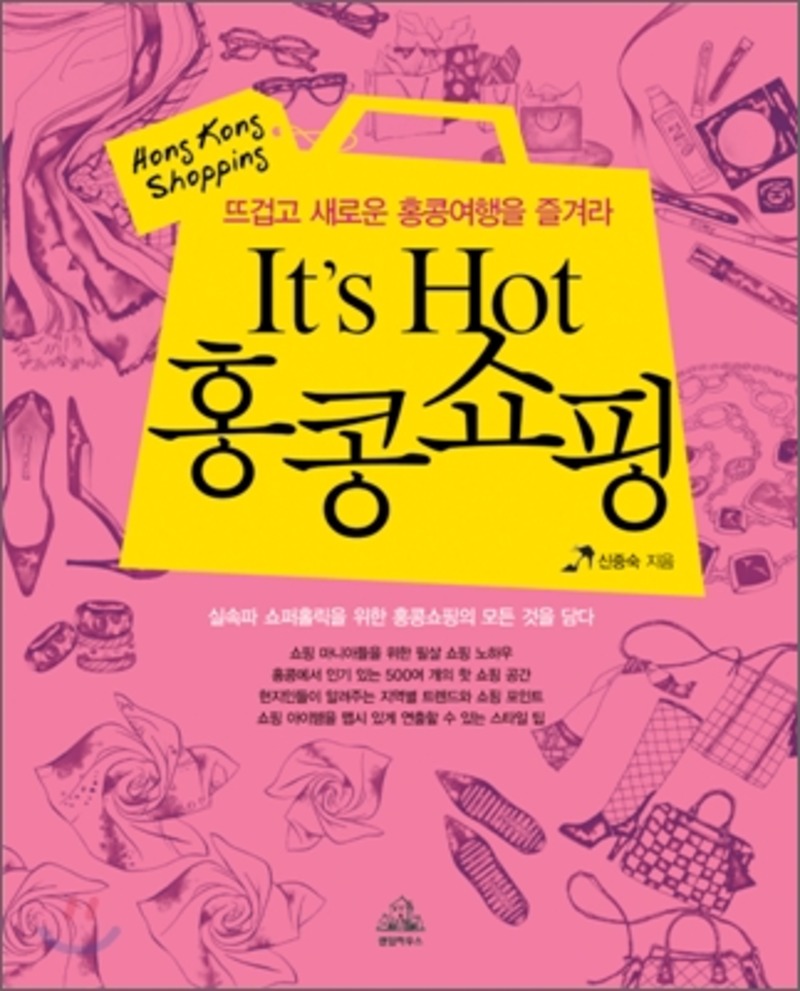 Hong Kong
Shopping
뜨겁고 새로운 홍콩여행을 즐겨라
It's Hot
홍콩쇼핑
신중숙 지음
실속파 쇼퍼홀릭을 위한 홍콩쇼핑의 모든 것을 담다
쇼핑 마니아들을 위한 필살 쇼핑 노하우
홍콩에서 인기 있는 500여 개의 핫 쇼핑 공간
현지인들이 알려주는 지역별 트렌드와 쇼핑 포인트
쇼핑 아이템을 맵시 있게 연출할 수 있는 스타일 팁
랜덤하우스